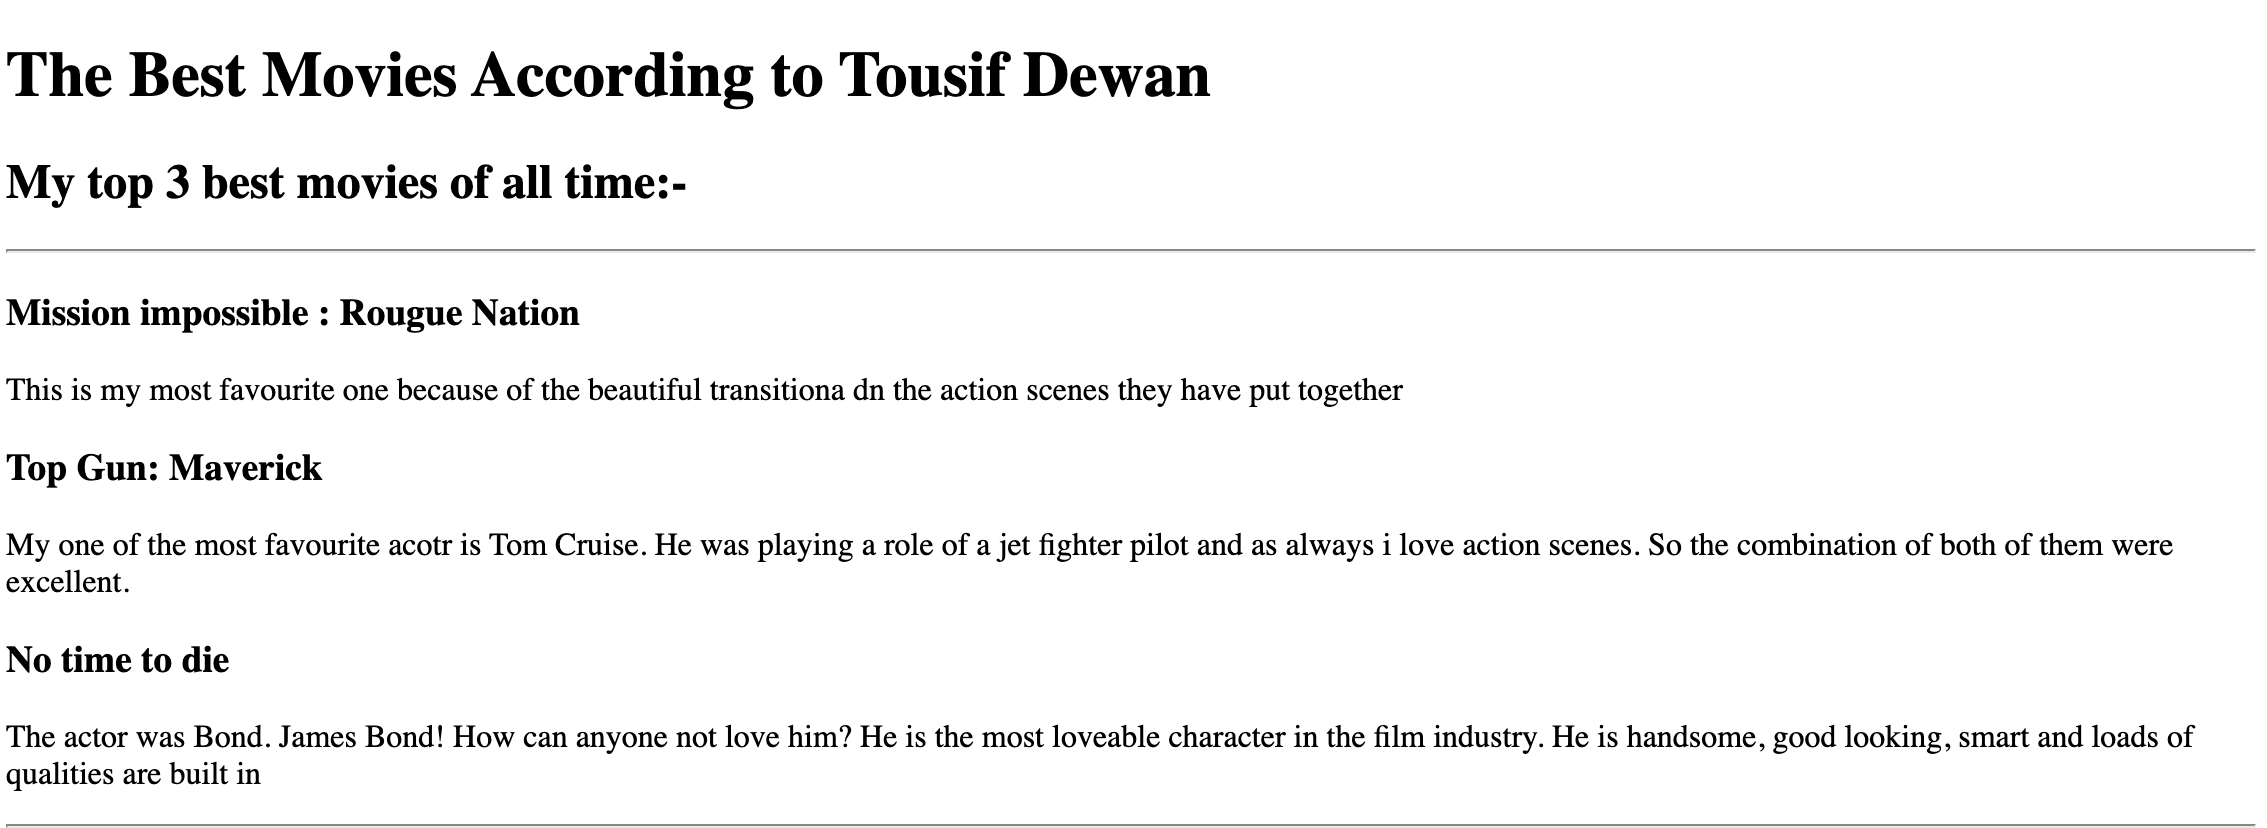 The Best Movies According to Tousif Dewan
My top 3 best movies of all time:-
Mission impossible : Rougue Nation
This is my most favourite one because of the beautiful transitiona dn the action scenes they have put together
Top Gun: Maverick
My one of the most favourite acotr is Tom Cruise. He was playing a role of a jet fighter pilot and as always i love action scenes. So the combination of both of them were
excellent.
No time to die
The actor was Bond. James Bond! How can anyone not love him? He is the most loveable character in the film industry. He is handsome, good looking, smart and loads of
qualities are built in